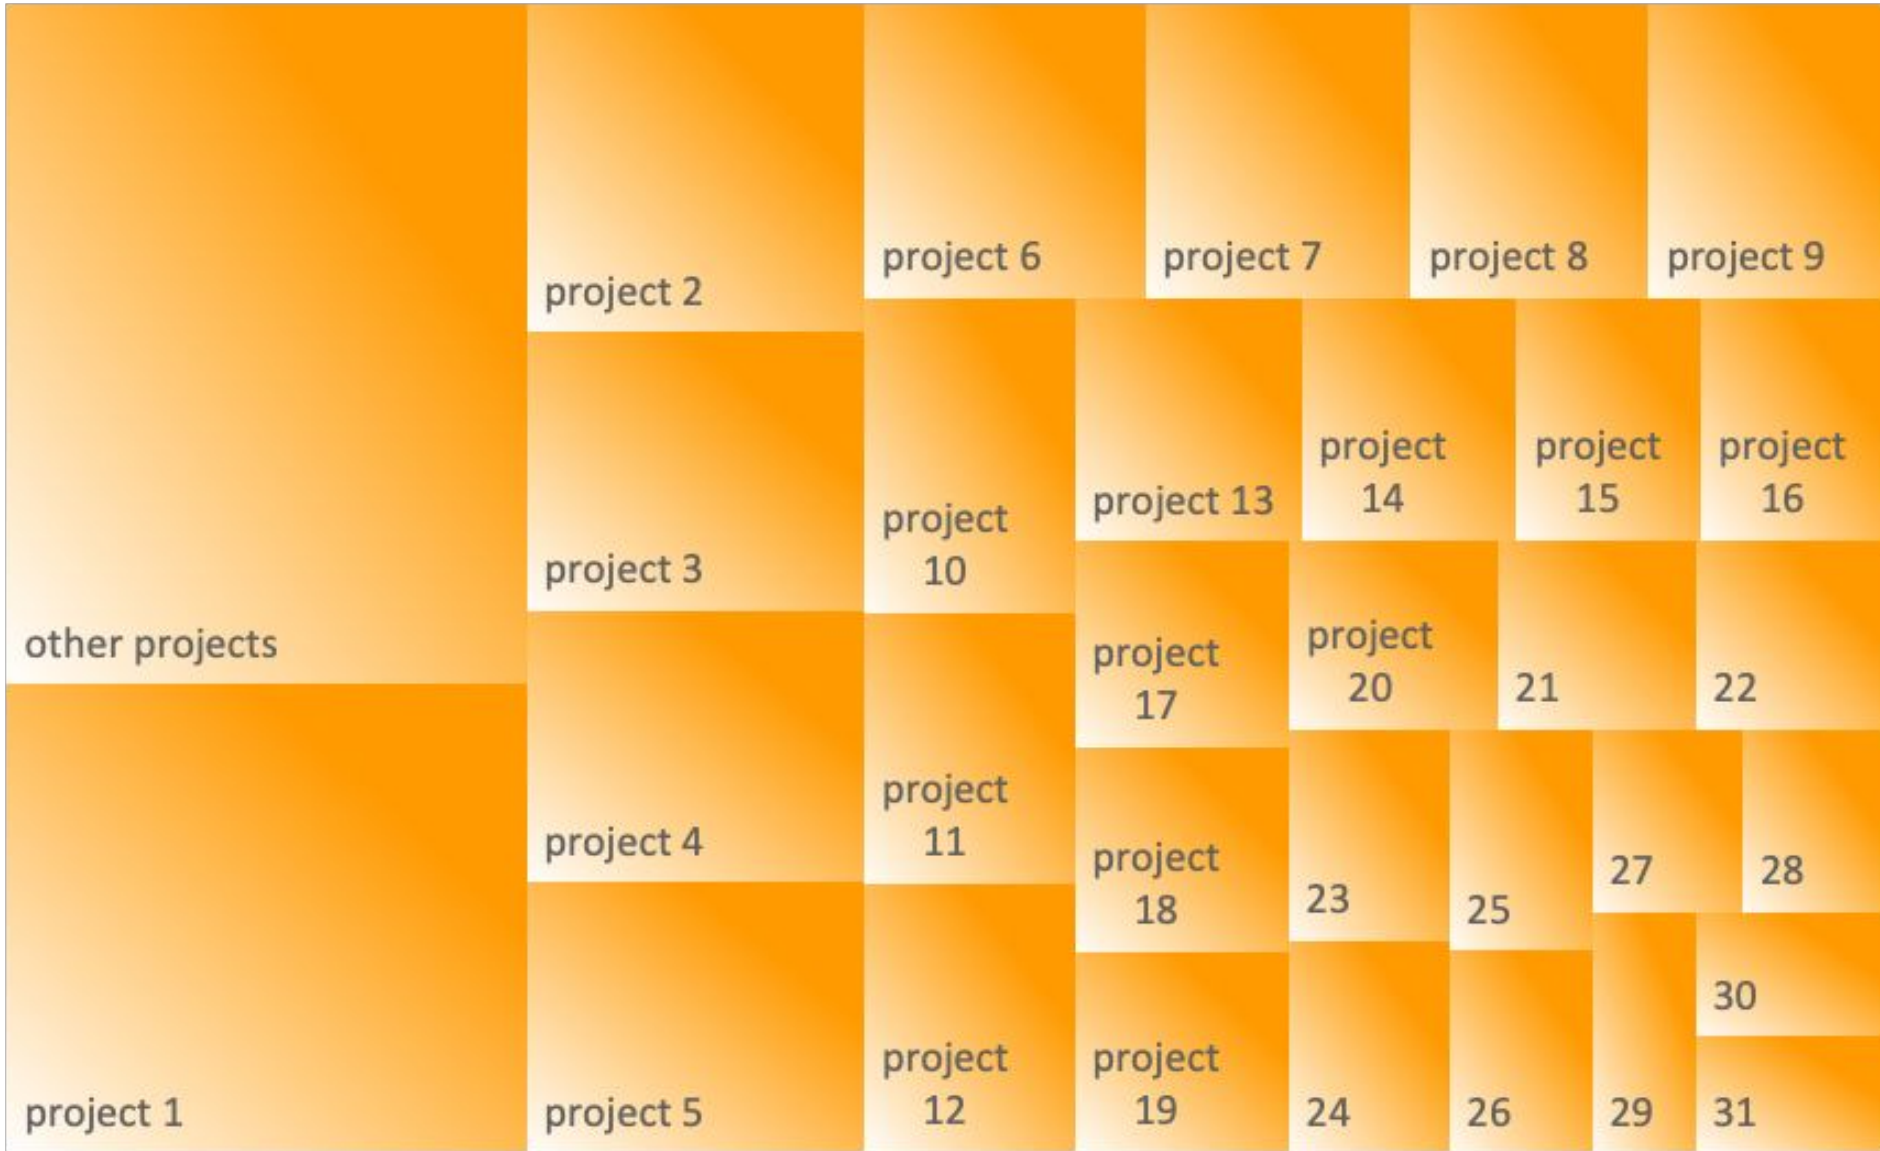 other projects
project 1
project 2
project 3
project 4
project 5
project 6
project 7
project 8
project 9
project
10
project
11
project
12
project 13
project
14
project
15
project
16
project
17
project
18
project
19
project
20
21
22
23
24
25
26
27
28
29
30
31